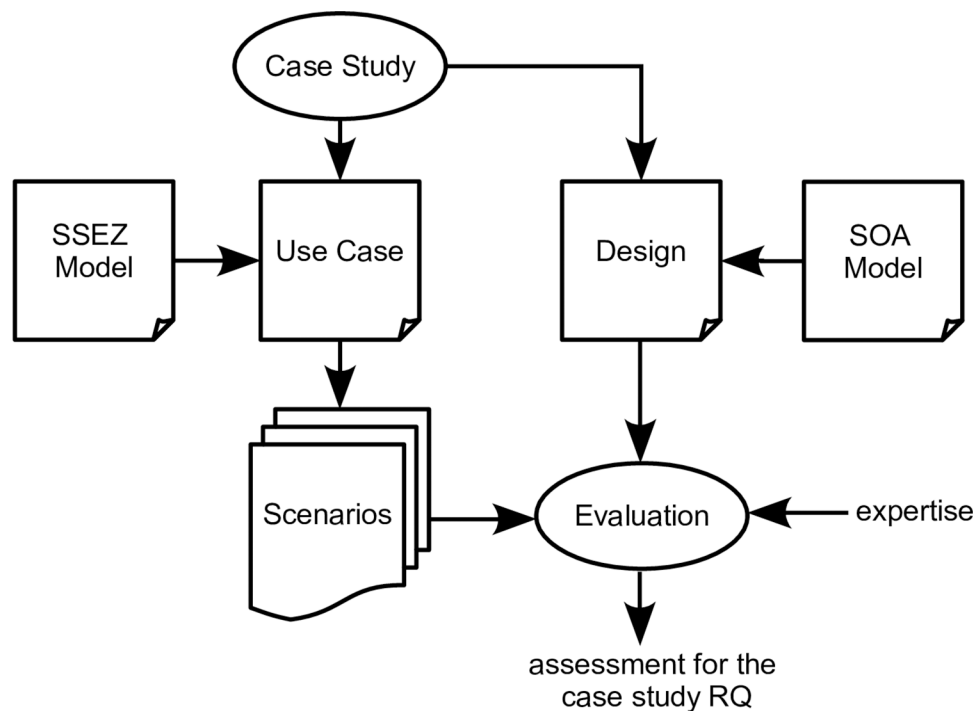 Case Study
SSEZ
Model
Use Case
Design
SOA
Model
Scenarios
Evaluation
expertise
assessment for the
case study RQ